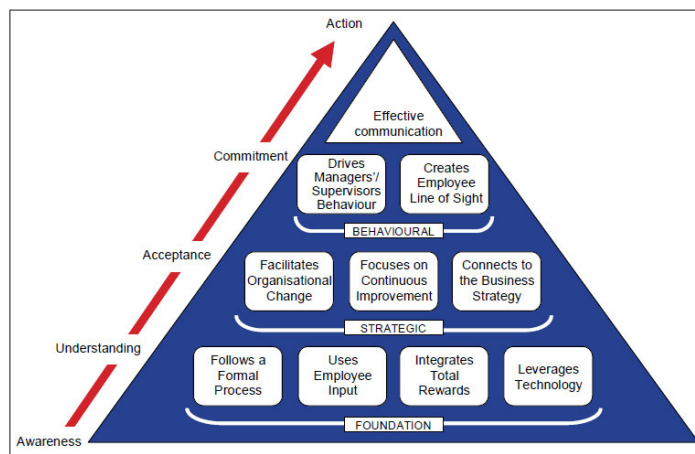 Action
Effective
communication
Commitment
Drives
Managers'/
Supervisors
Behaviour
Creates
Employee
Line of Sight
BEHAVIOURAL
Acceptance
Facilitates
Organisational
Change
Focuses on
Continuous
Improvement
Connects to
the Business
Strategy
STRATEGIC
Understanding
Follows a
Formal
Process
Uses
Employee
Input
Integrates
Total
Rewards
Leverages
Technology
FOUNDATION
Awareness